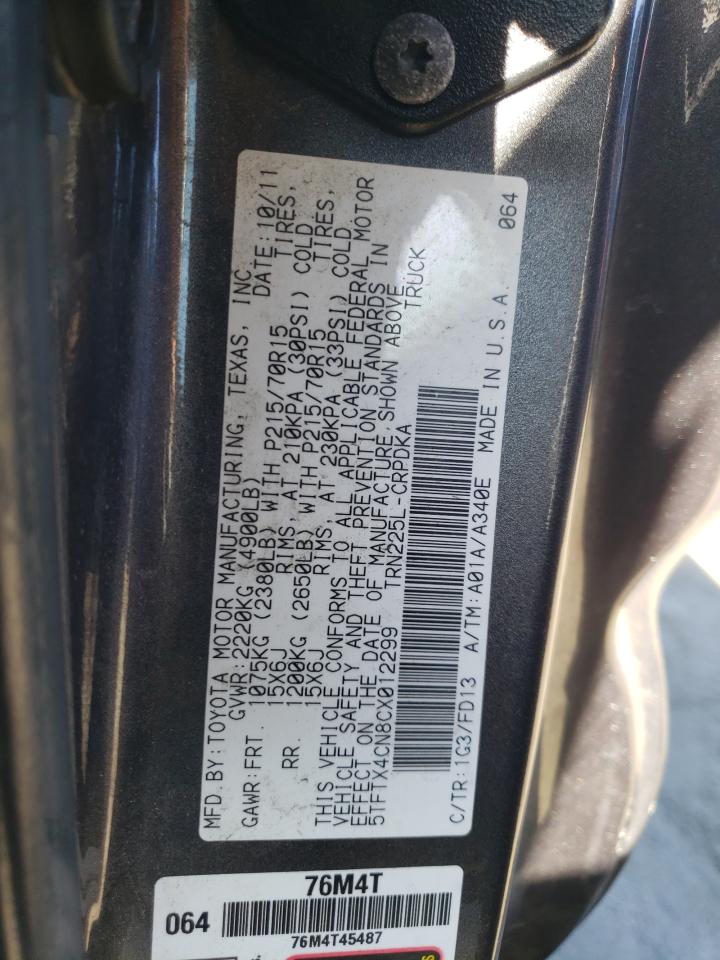 MFD.BY:TOYOTA MOTOR MANUFACTURING, TEXAS, INC.
GVWR:2220KG (4900LB) DATE:10/11
GAWR:FRT. 1075KG (2380LB) WITH P215/70R15 TIRES,
15X6J RIMS, AT 210KPA (30PSI) COLD
RR. 1200KG (2650LB) WITH P215/70R15 TIRES,
15X6J RIMS, AT 230KPA (33PSI) COLD
THIS VEHICLE CONFORMS TO ALL APPLICABLE FEDERAL MOTOR
VEHICLE SAFETY AND THEFT PREVENTION STANDARDS IN
EFFECT ON THE DATE OF MANUFACTURE SHOWN ABOVE.
5TFTX4CN8CX012299 TRN225L-CRPDKA TRUCK
C/TR:1G3/FD13 A/TM:A01A/A340E MADE IN U.S.A. 064
76M4T
064
76M4T45487